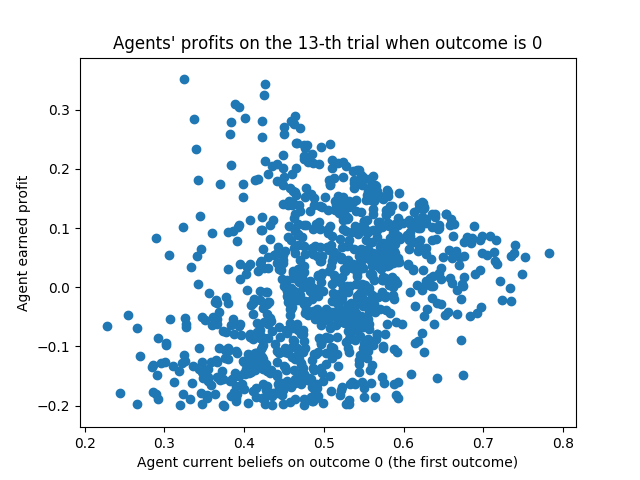 Agents' profits on the 13-th trial when outcome is 0
Agent earned profit
0.3
0.2
0.1
0.0
−0.1
−0.2
0.2 0.3 0.4 0.5 0.6 0.7 0.8
Agent current beliefs on outcome 0 (the first outcome)